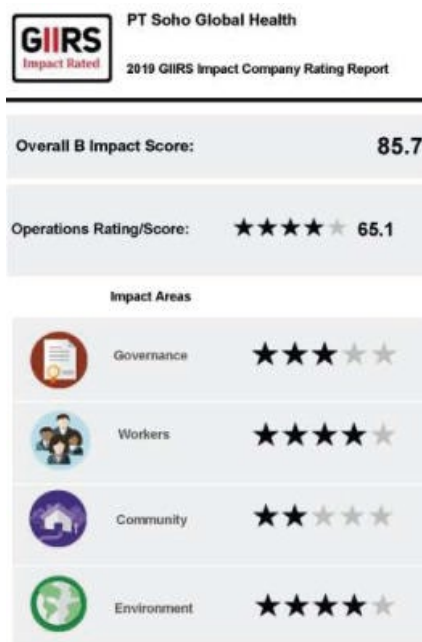 GIIRS
Impact Rated
PT Soho Global Health
2019 GIIRS Impact Company Rating Report
Overall B Impact Score: 85.7
Operations Rating/Score: ★★★★★ 65.1
Impact Areas
Governance ★★★★★
Workers ★★★★★
Community ★★★★★
Environment ★★★★★